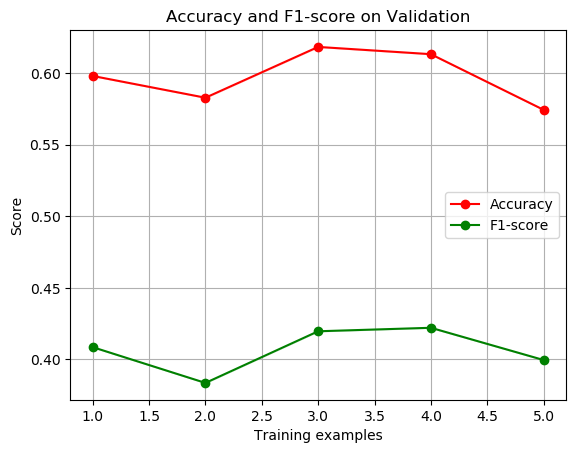 Accuracy and F1-score on Validation
0.60
0.55
0.50
0.45
0.40
Score
Accuracy
F1-score
1.0 1.5 2.0 2.5 3.0 3.5 4.0 4.5 5.0
Training examples